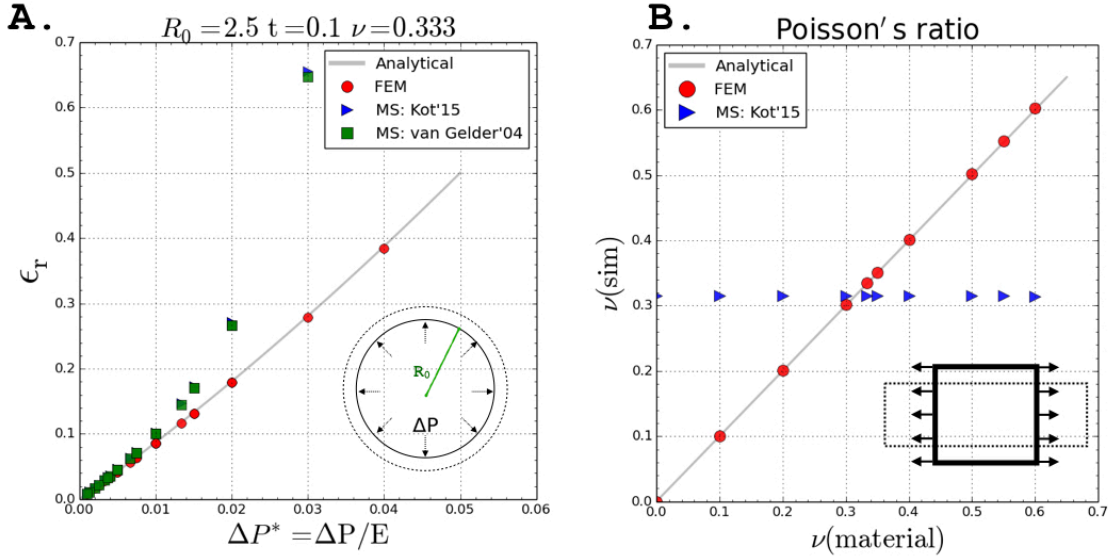 A.
R₀ =2.5 t=0.1 ν=0.333
Analytical
FEM
MS: Kot'15
MS: van Gelder'04
0.7
0.6
0.5
0.4
0.3
0.2
0.1
0.0
ϵr
R₀
ΔP
0.00 0.01 0.02 0.03 0.04 0.05 0.06
ΔP* =ΔP/E
B.
Poisson′s ratio
Analytical
FEM
MS: Kot'15
0.7
0.6
0.5
0.4
0.3
0.2
0.1
0.0
ν(sim)
0.0 0.1 0.2 0.3 0.4 0.5 0.6 0.7
ν(material)